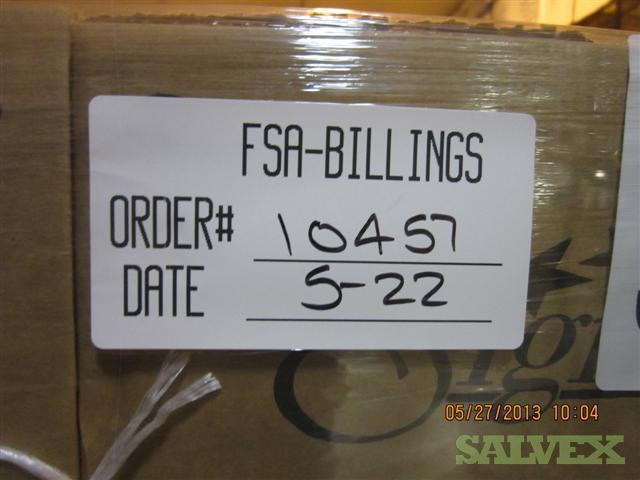 FSA-BILLINGS
ORDER# 10457
DATE 5-22
05/27/2013 10:04
SALVEX